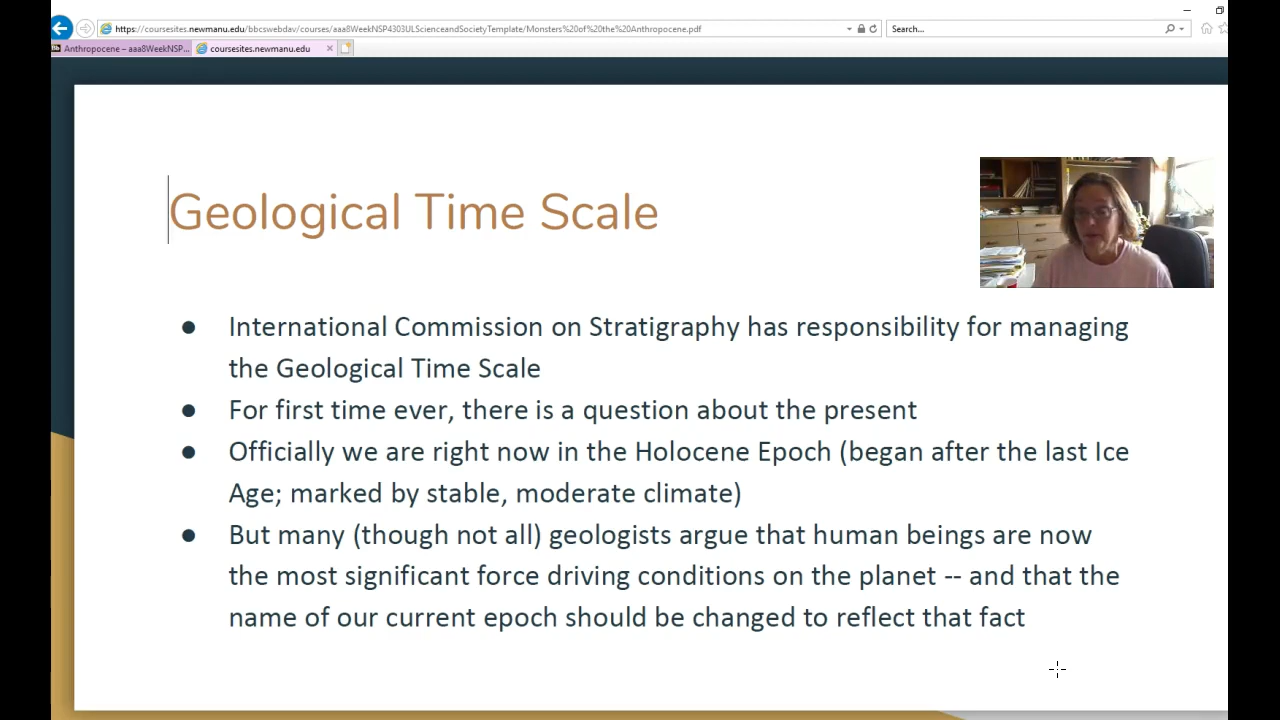 https://coursesites.newmanu.edu/bbcswebdav/courses/aaa8WeekNSP4303ULScienceandSocietyTemplate/Monsters%20of%20the%20Anthropocene.pdf
Search...
Anthropocene – aaa8WeekNSP...
coursesites.newmanu.edu
Geological Time Scale
● International Commission on Stratigraphy has responsibility for managing
the Geological Time Scale
● For first time ever, there is a question about the present
● Officially we are right now in the Holocene Epoch (began after the last Ice
Age; marked by stable, moderate climate)
● But many (though not all) geologists argue that human beings are now
the most significant force driving conditions on the planet -- and that the
name of our current epoch should be changed to reflect that fact